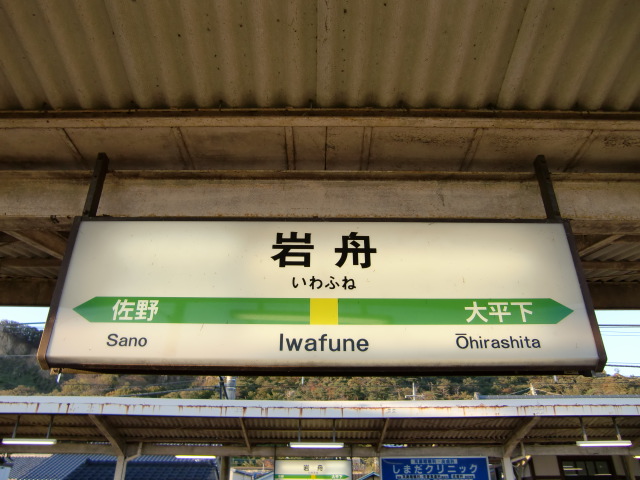 岩舟
いわふね
佐野 大平下
Sano Iwafune Ōhirashita
岩舟
しまだクリニック